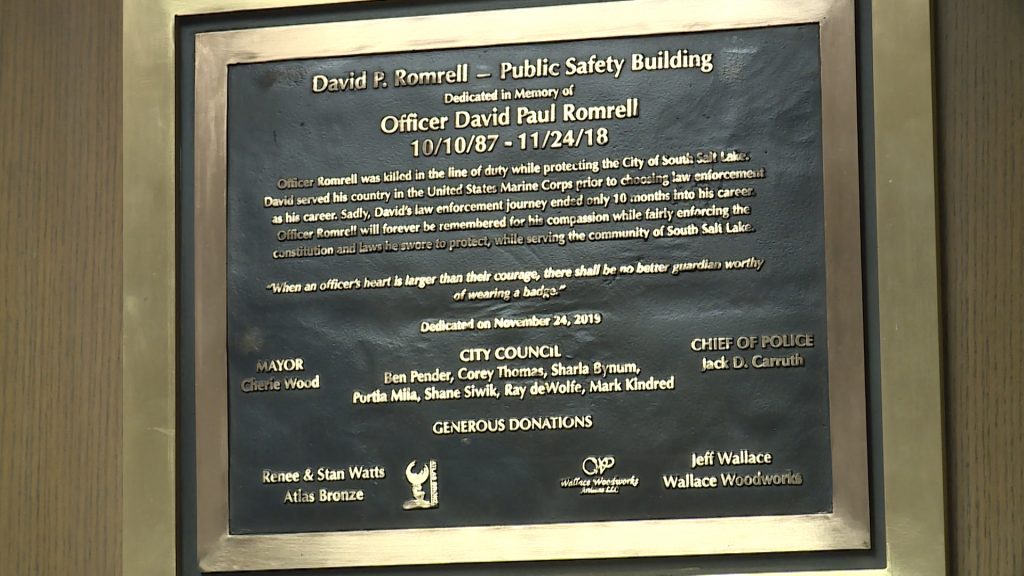 David P. Romrell – Public Safety Building
Dedicated in Memory of
Officer David Paul Romrell
10/10/87 - 11/24/18
Officer Romrell was killed in the line of duty while protecting the City of South Salt Lake.
David served his country in the United States Marine Corps prior to choosing law enforcement
as his career. Sadly, David's law enforcement journey ended only 10 months into his career.
Officer Romrell will forever be remembered for his compassion while fairly enforcing the
constitution and laws he swore to protect, while serving the community of South Salt Lake.
"When an officer's heart is larger than their courage, there shall be no better guardian worthy
of wearing a badge."
Dedicated on November 24, 2019
MAYOR
Cherie Wood
CITY COUNCIL
Ben Pender, Corey Thomas, Sharla Bynum,
Portia Mila, Shane Siwik, Ray deWolfe, Mark Kindred
CHIEF OF POLICE
Jack D. Carruth
GENEROUS DONATIONS
Renee & Stan Watts
Atlas Bronze
Wallace Woodworks
Jeff Wallace
Wallace Woodworks